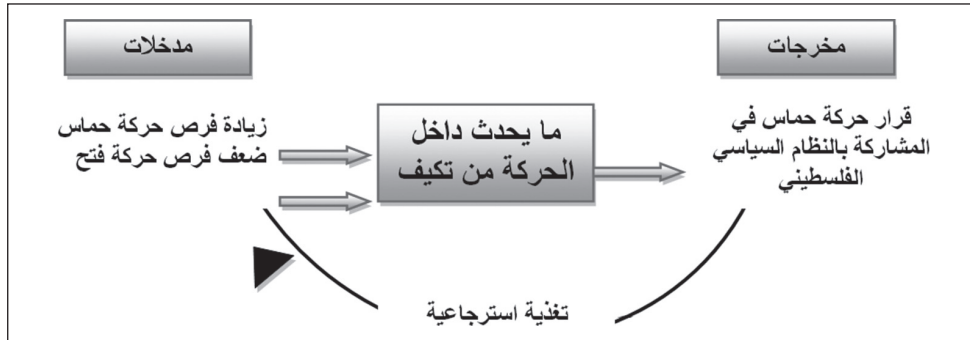 مدخلات
مخرجات
زيادة فرص حركة حماس
ضعف فرص حركة فتح
ما يحدث داخل
الحركة من تكيف
قرار حركة حماس في
المشاركة بالنظام السياسي
الفلسطيني
تغذية استرجاعية